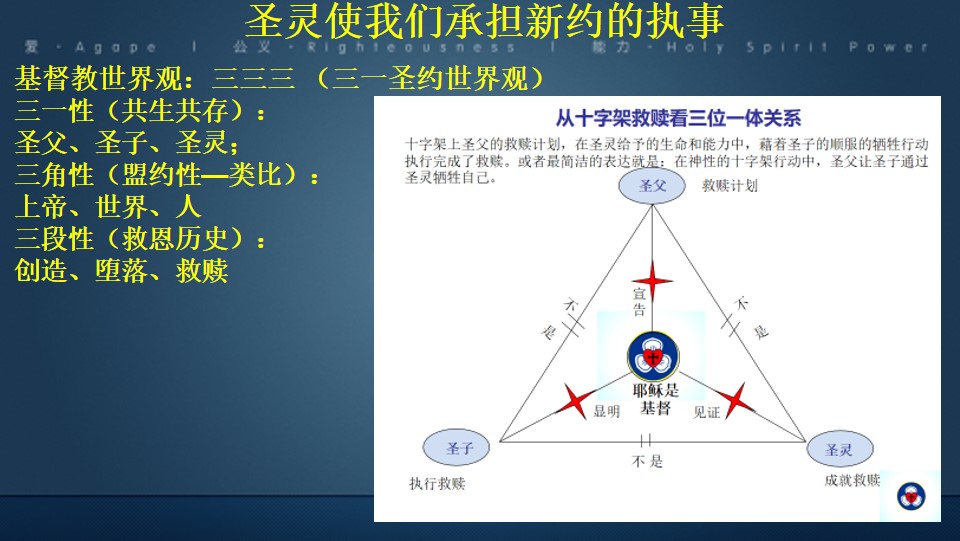 圣灵使我们承担新约的执事
爱 · Agape | 公义 · Righteousness | 能力 · Holy Spirit Power
基督教世界观：三三三 （三一圣约世界观）
三一性（共生共存）：
圣父、圣子、圣灵；
三角性（盟约性—类比）：
上帝、世界、人
三段性（救恩历史）：
创造、堕落、救赎
从十字架救赎看三位一体关系
十字架上圣父的救赎计划，在圣灵给予的生命和能力中，藉着圣子的顺服的牺牲行动
执行完成了救赎。或者最简洁的表达就是：在神性的十字架行动中，圣父让圣子通过
圣灵牺牲自己。
圣父
救赎计划
宣告
不是
不是
耶稣是
基督
显明
见证
圣子
不是
圣灵
执行救赎
成就救赎